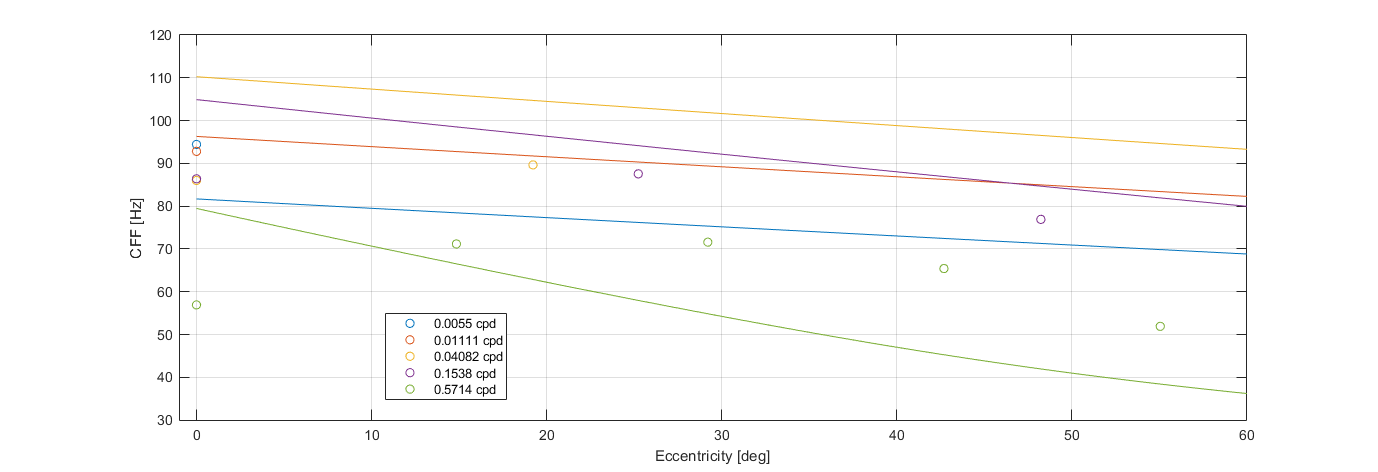 120
110
100
90
80
70
60
50
40
30
CFF [Hz]
0.0055 cpd
0.01111 cpd
0.04082 cpd
0.1538 cpd
0.5714 cpd
0 10 20 30 40 50 60
Eccentricity [deg]